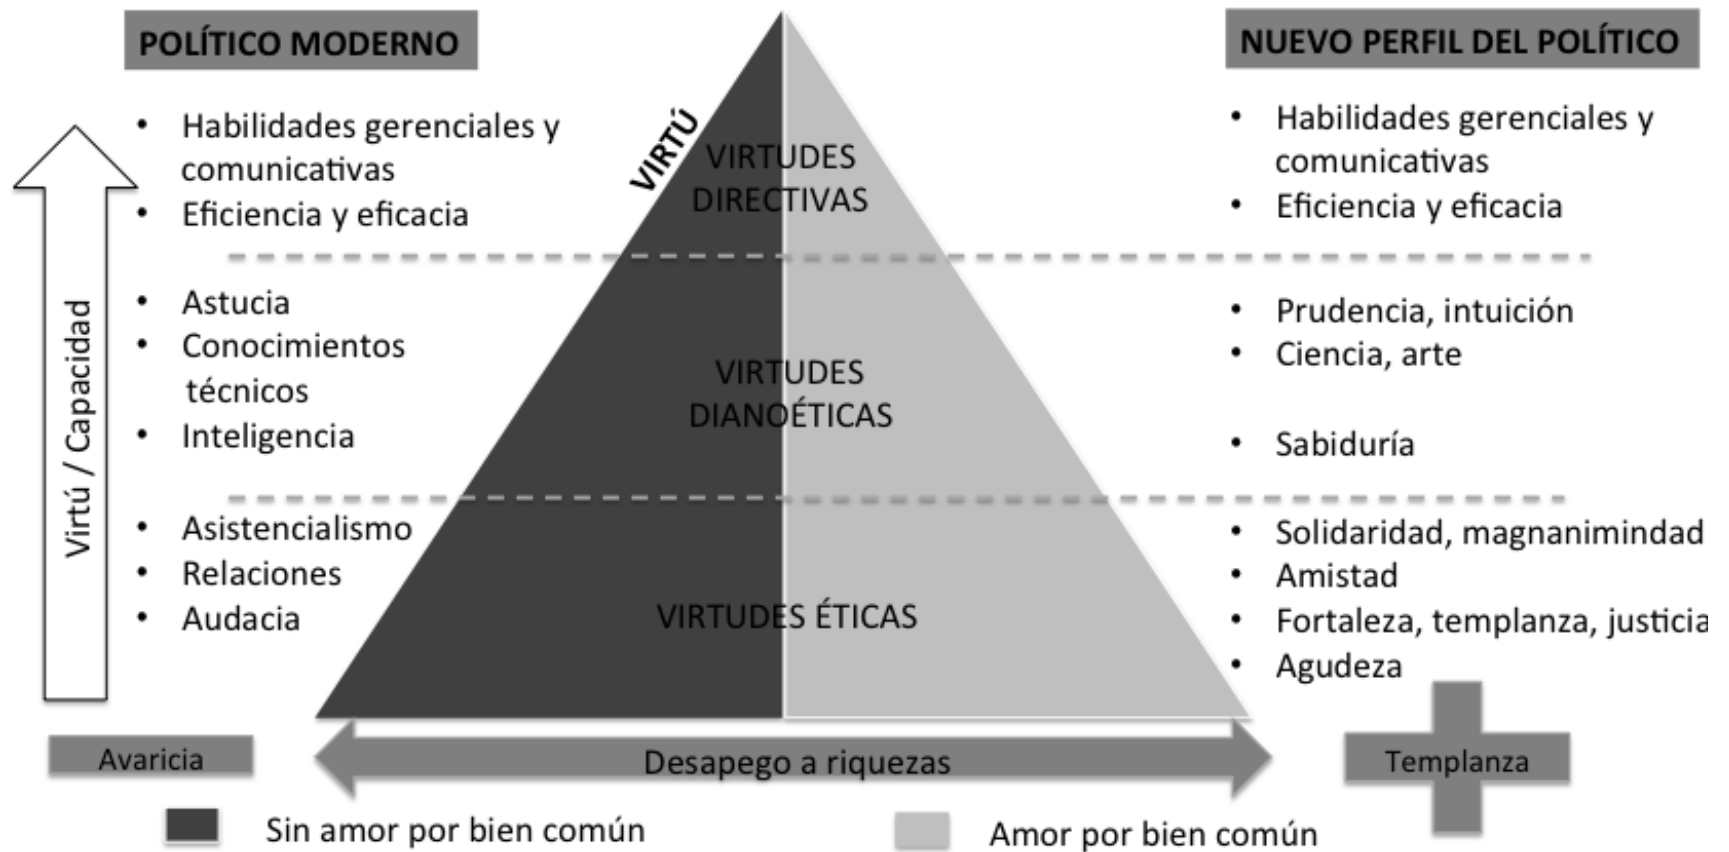 POLÍTICO MODERNO
• Habilidades gerenciales y
comunicativas
• Eficiencia y eficacia
• Astucia
• Conocimientos
técnicos
• Inteligencia
• Asistencialismo
• Relaciones
• Audacia
Virtú / Capacidad
VIRTÚ
VIRTUDES
DIRECTIVAS
VIRTUDES
DIANOÉTICAS
VIRTUDES ÉTICAS
NUEVO PERFIL DEL POLÍTICO
• Habilidades gerenciales y
comunicativas
• Eficiencia y eficacia
• Prudencia, intuición
• Ciencia, arte
• Sabiduría
• Solidaridad, magnanimindad
• Amistad
• Fortaleza, templanza, justicia
• Agudeza
Avaricia
Desapego a riquezas
Templanza
Sin amor por bien común
Amor por bien común